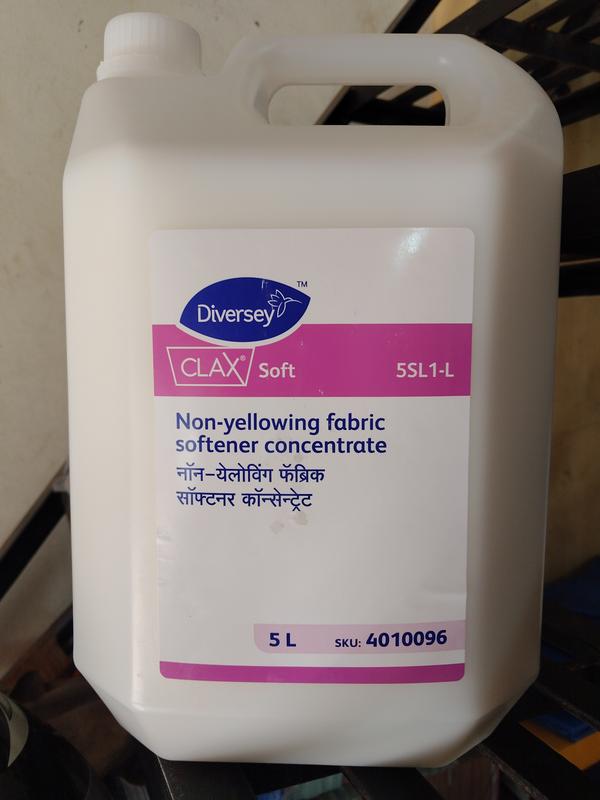 Diversey™
CLAX® Soft 5SL1-L
Non-yellowing fabric
softener concentrate
नॉन-येलोविंग फॅब्रिक
सॉफ्टनर कॉन्सेन्ट्रेट
5 L SKU: 4010096